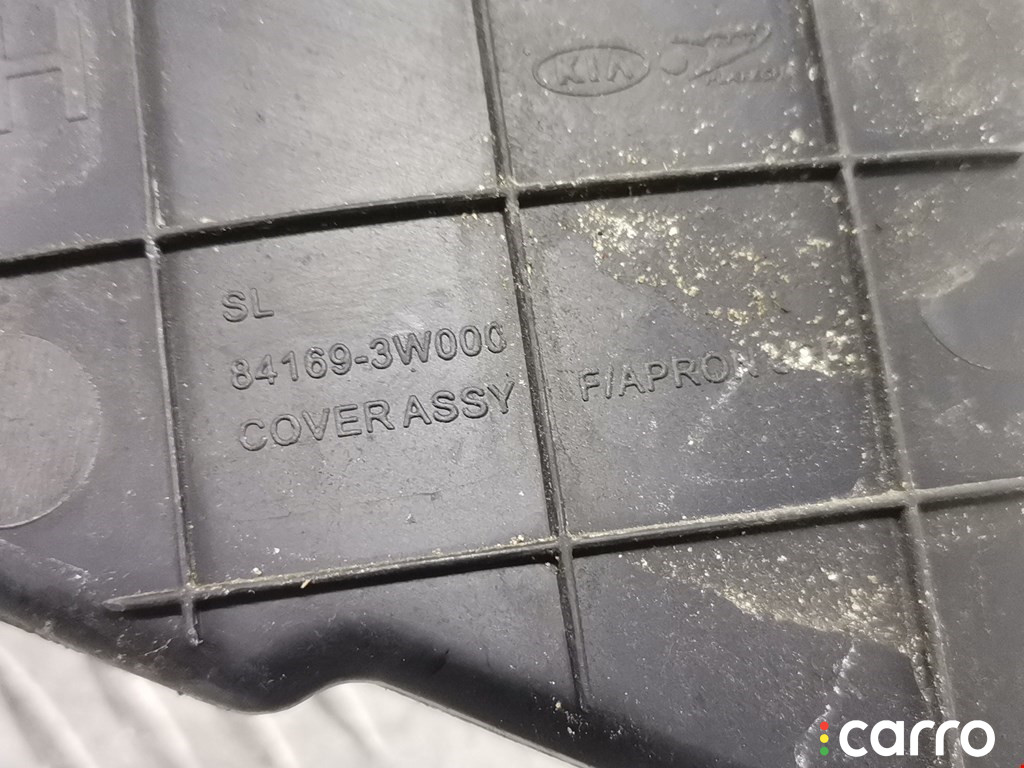 H
KIA
SL
84169-3W000
COVER ASSY F/APRON
carro